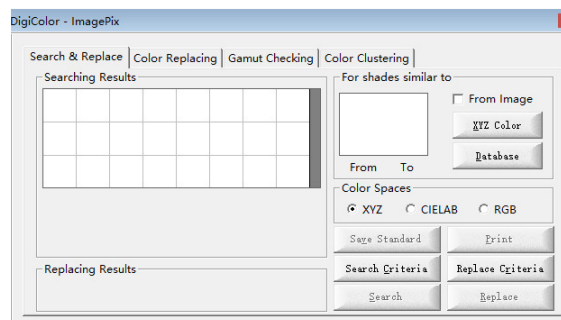 DigiColor - ImagePix
Search & Replace Color Replacing Gamut Checking Color Clustering
Searching Results
For shades similar to
From Image
XYZ Color
Database
From To
Color Spaces
XYZ CIELAB RGB
Save Standard Print
Replacing Results
Search Criteria Replace Criteria
Search Replace